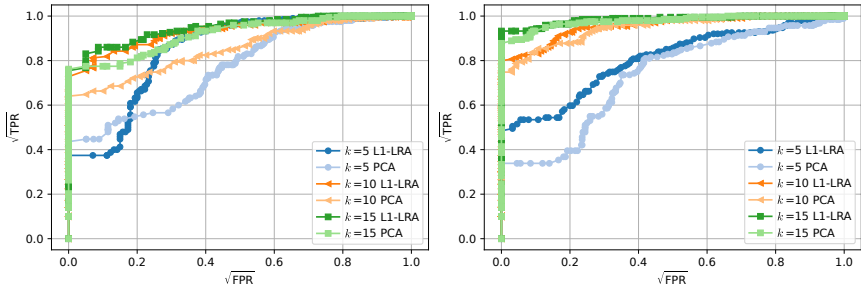 1.0
0.8
0.6
0.4
0.2
0.0
√TPR
0.0 0.2 0.4 0.6 0.8 1.0
√FPR
k =5 L1-LRA
k =5 PCA
k =10 L1-LRA
k =10 PCA
k =15 L1-LRA
k =15 PCA
1.0
0.8
0.6
0.4
0.2
0.0
√TPR
0.0 0.2 0.4 0.6 0.8 1.0
√FPR
k =5 L1-LRA
k =5 PCA
k =10 L1-LRA
k =10 PCA
k =15 L1-LRA
k =15 PCA